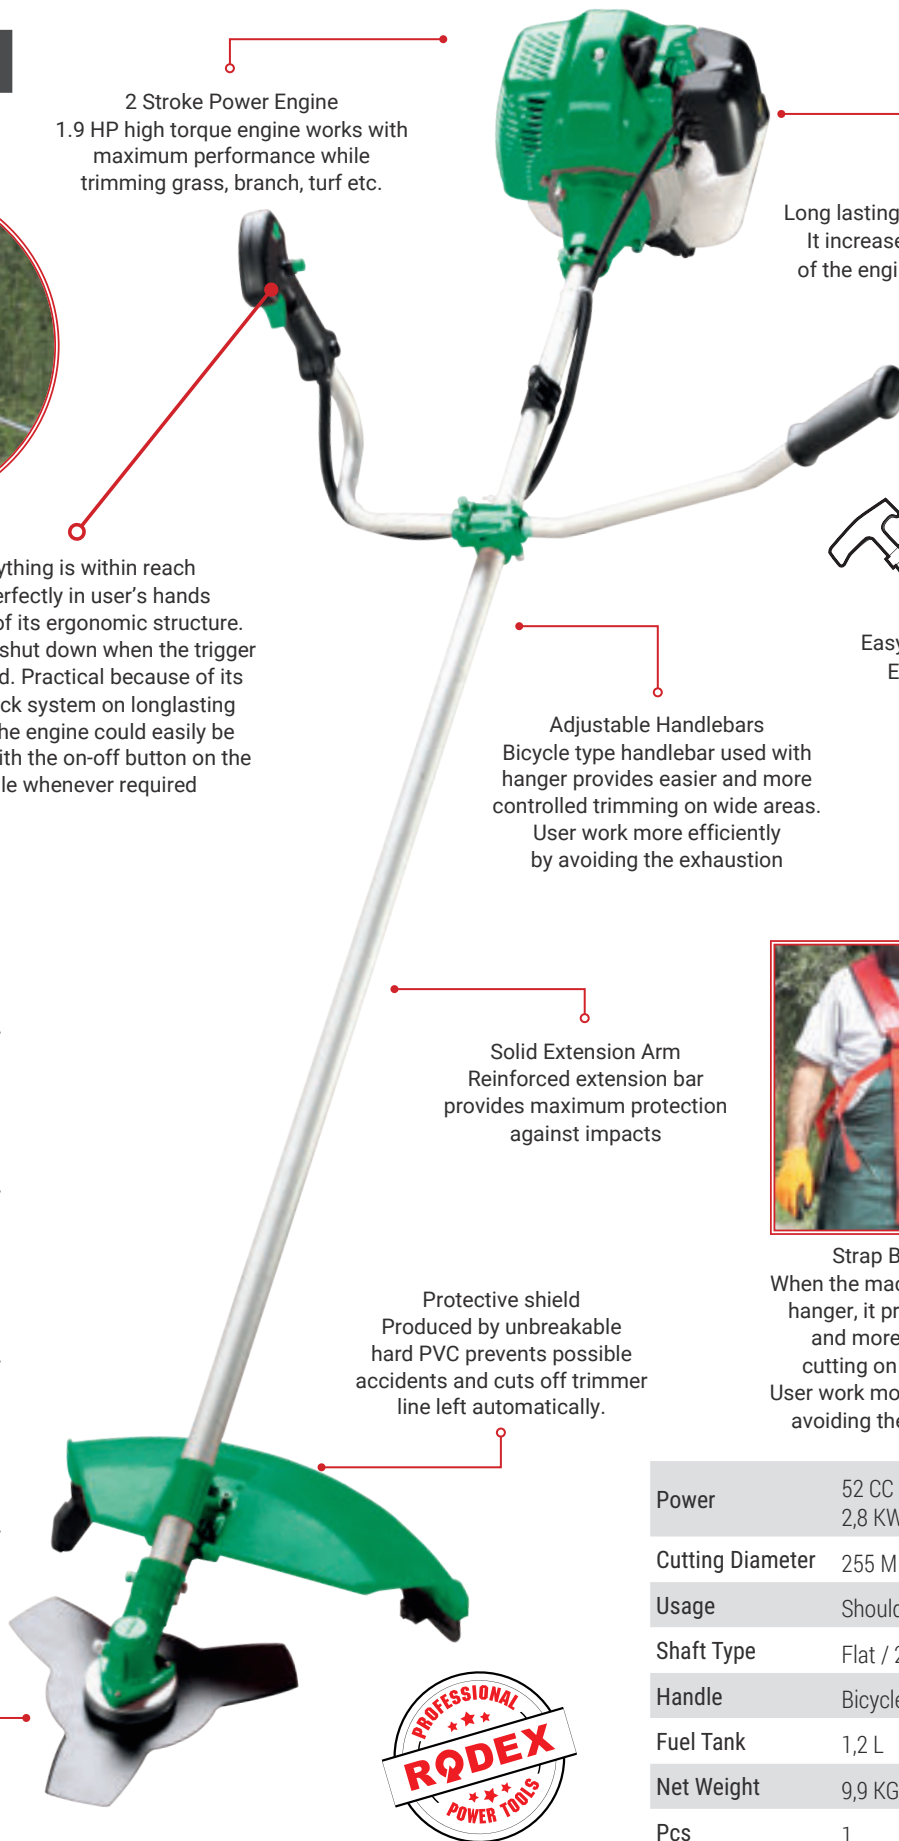 2 Stroke Power Engine
1.9 HP high torque engine works with
maximum performance while
trimming grass, branch, turf etc.
Long lasting
It increase
of the engi
ything is within reach
erfectly in user's hands
of its ergonomic structure.
shut down when the trigger
d. Practical because of its
ck system on longlasting
he engine could easily be
ith the on-off button on the
le whenever required
Easy
E
Adjustable Handlebars
Bicycle type handlebar used with
hanger provides easier and more
controlled trimming on wide areas.
User work more efficiently
by avoiding the exhaustion
Solid Extension Arm
Reinforced extension bar
provides maximum protection
against impacts
Strap B
When the mac
hanger, it pr
and more
cutting on
User work mo
avoiding the
Protective shield
Produced by unbreakable
hard PVC prevents possible
accidents and cuts off trimmer
line left automatically.
Power 52 CC
2,8 KW
Cutting Diameter 255 M
Usage Should
Shaft Type Flat / 2
Handle Bicycle
Fuel Tank 1,2 L
Net Weight 9,9 KG
Pcs 1
PROFESSIONAL
RODEX
POWER TOOLS